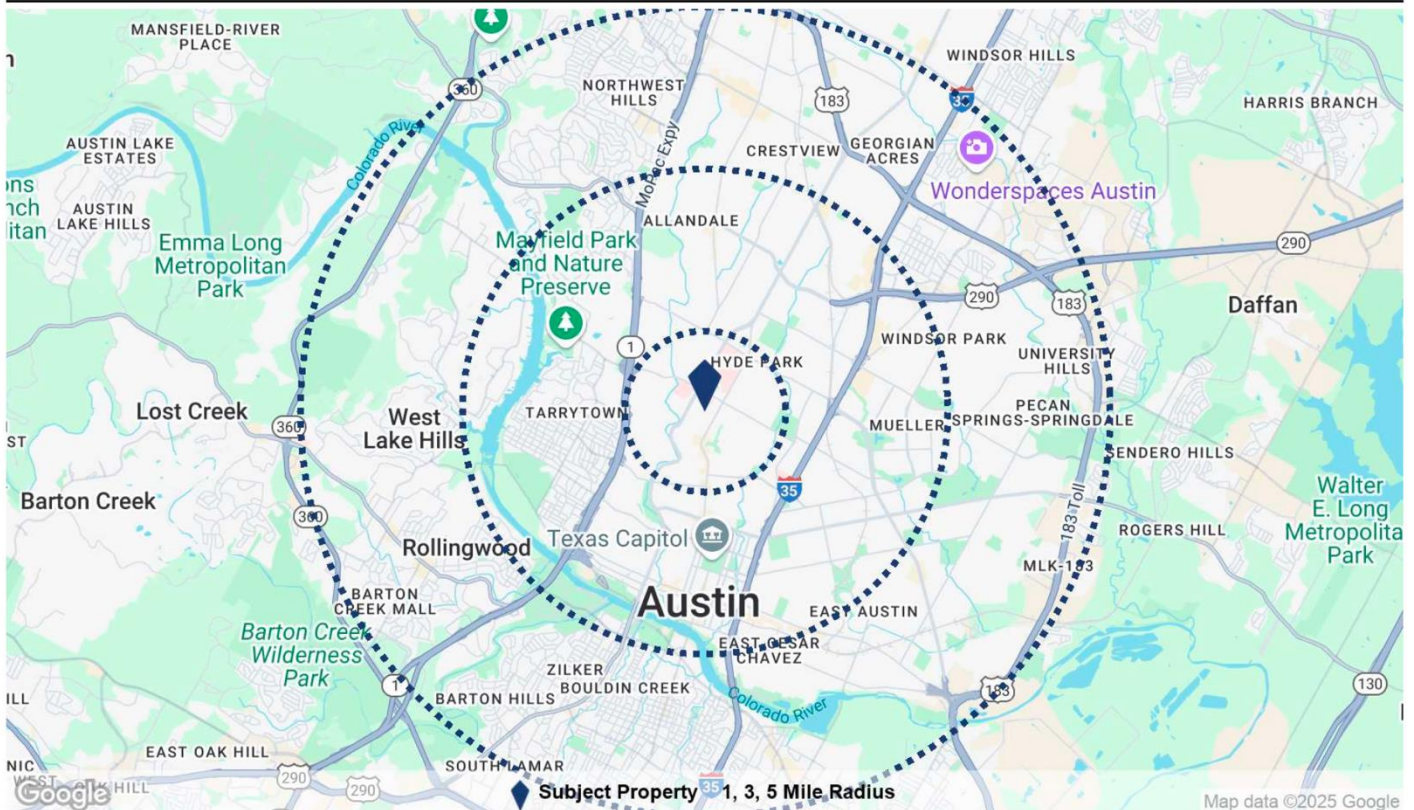 MANSFIELD-RIVER
PLACE
WINDSOR HILLS
NORTHWEST
HILLS
360
183
35
HARRIS BRANCH
AUSTIN LAKE
ESTATES
Colorado River
MoPac Expy
CRESTVIEW
GEORGIAN
ACRES
Wonderspaces Austin
AUSTIN
LAKE HILLS
ALLANDALE
Emma Long
Metropolitan
Park
Mayfield Park
and Nature
Preserve
290
290
183
Daffan
WINDSOR PARK
1
HYDE PARK
UNIVERSITY
HILLS
Lost Creek
West
Lake Hills
TARRYTOWN
PECAN
SPRINGS-SPRINGDALE
MUELLER
360
SENDERO HILLS
Barton Creek
35
Walter
E. Long
Metropolita
Park
360
183 Toll
ROGERS HILL
Rollingwood
Texas Capitol
MLK-183
Austin
BARTON
CREEK MALL
EAST AUSTIN
Barton Creek
Wilderness
Park
EAST CESAR
CHAVEZ
ZILKER
BOULDIN CREEK
1
BARTON HILLS
Colorado River
183
130
EAST OAK HILL
SOUTH LAMAR
290
290
35
Google
Subject Property 1, 3, 5 Mile Radius
Map data ©2025 Google